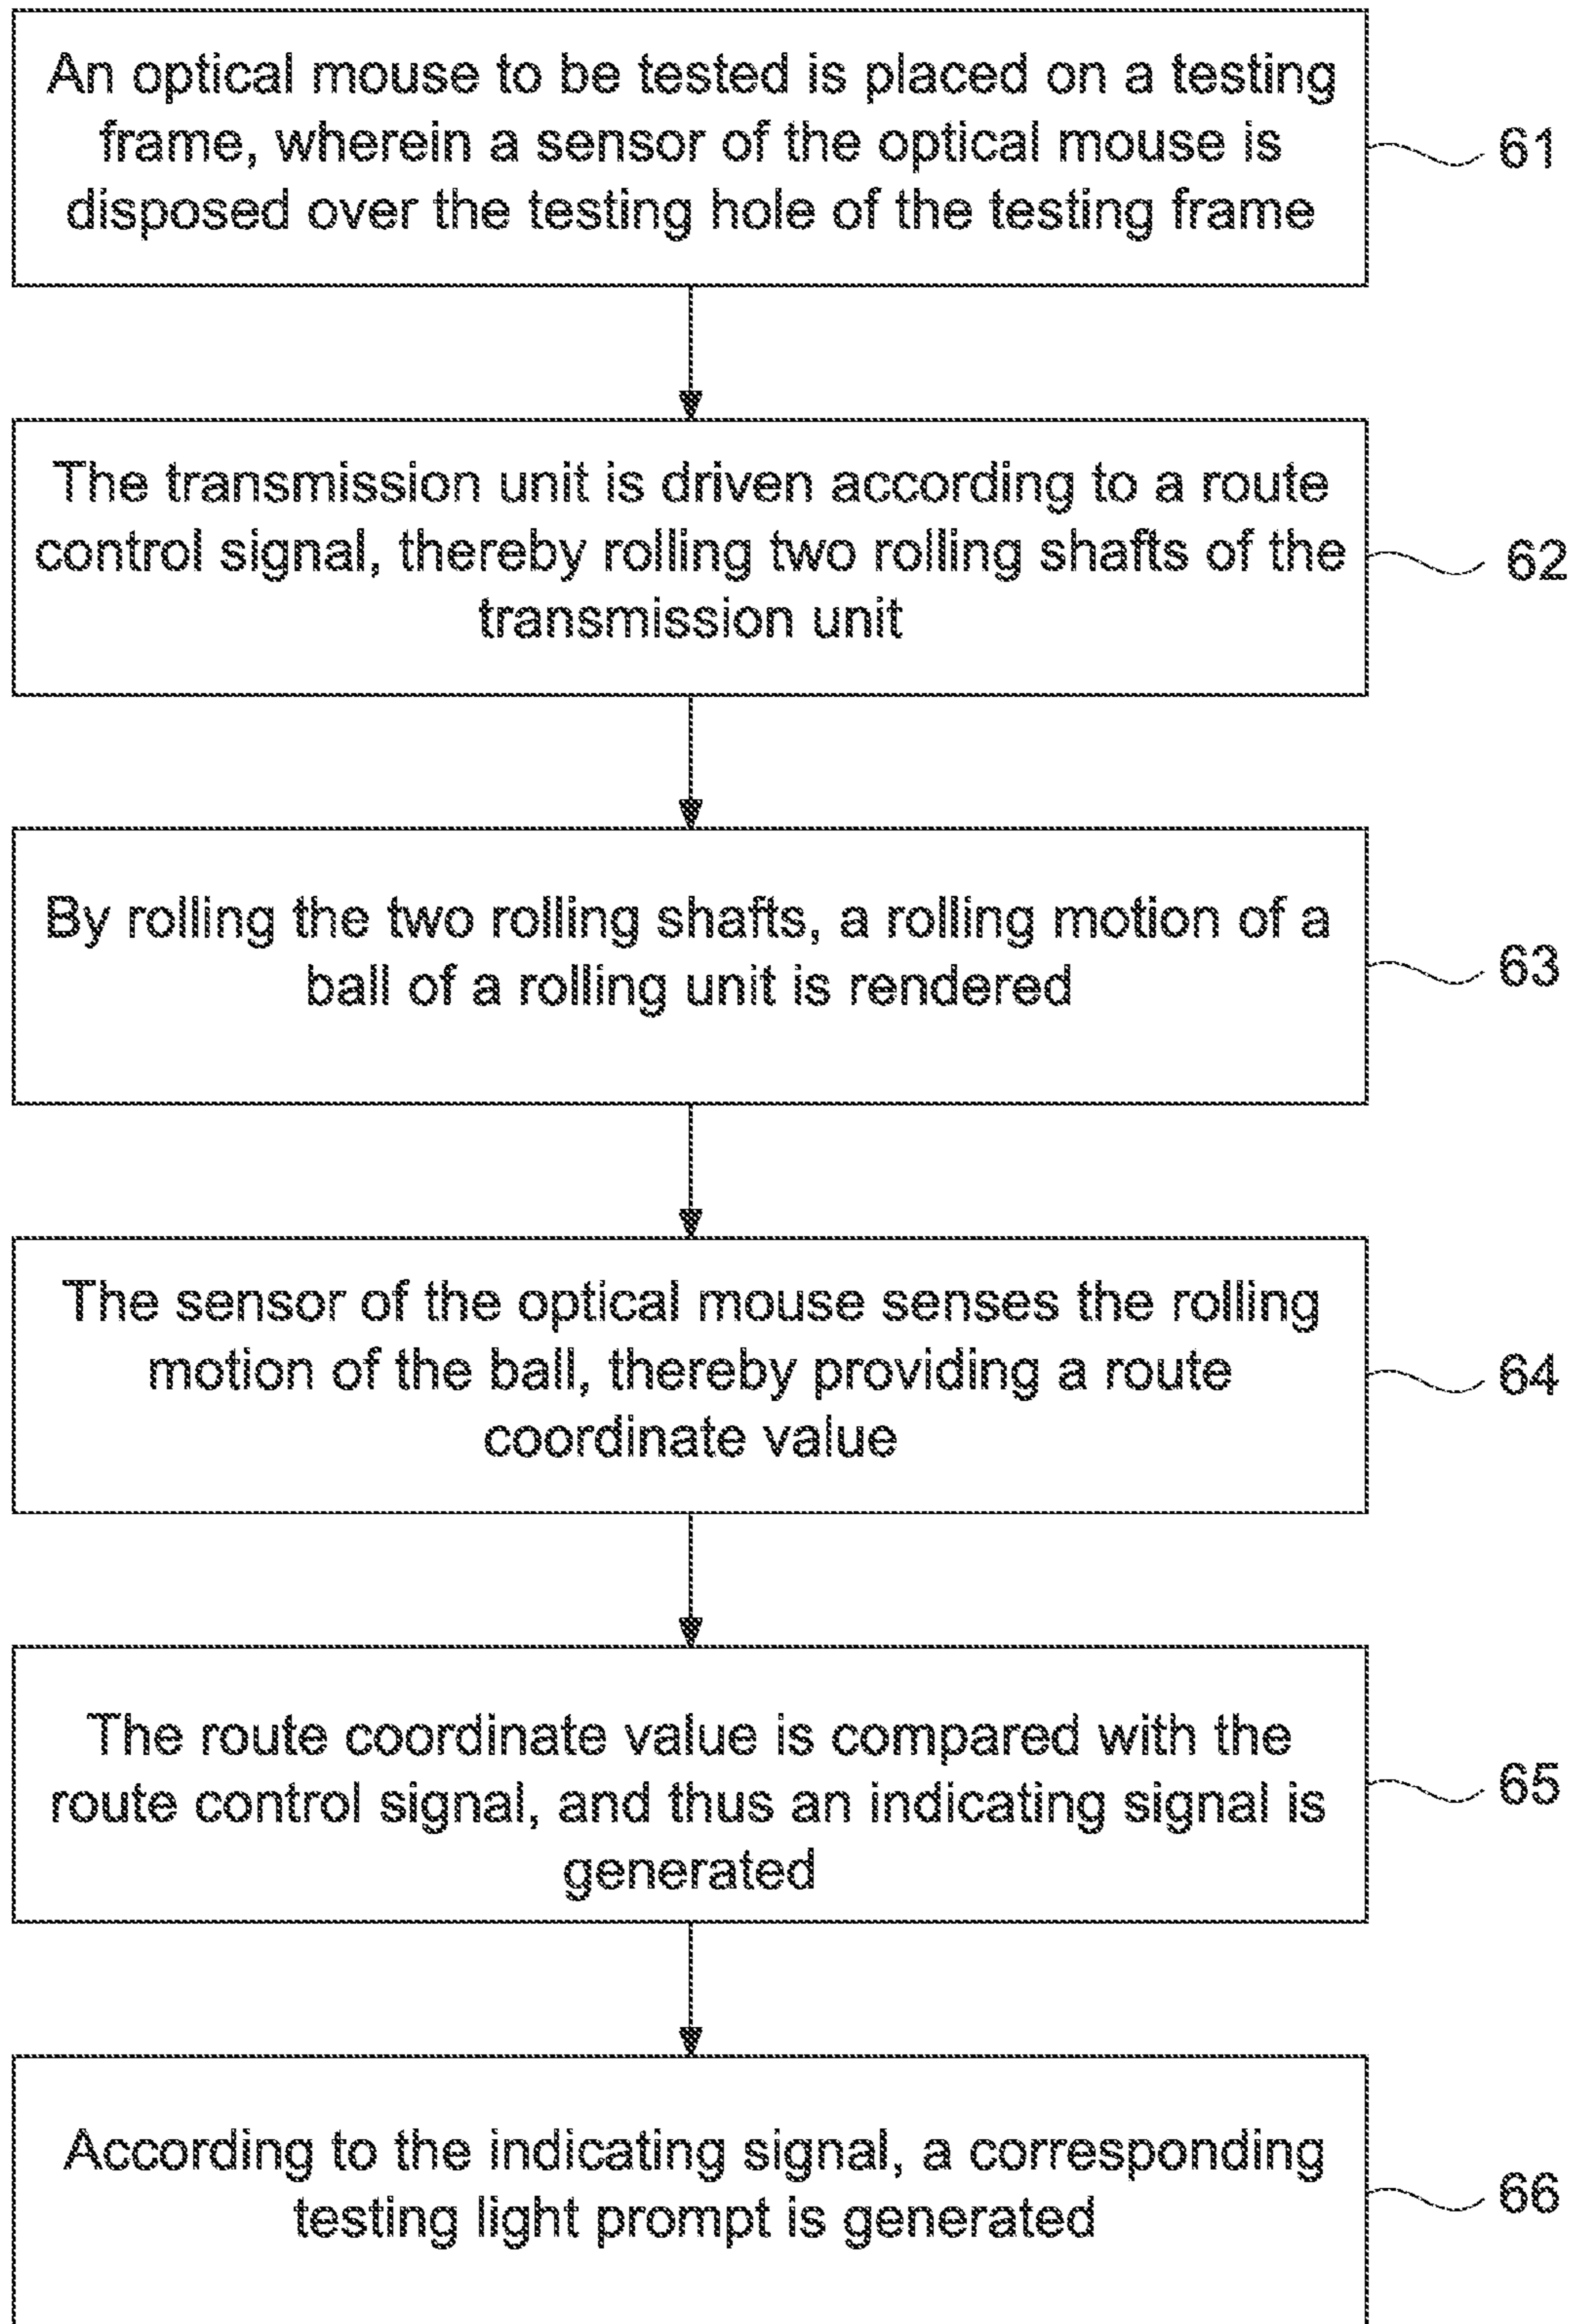 An optical mouse to be tested is placed on a testing
frame, wherein a sensor of the optical mouse is
disposed over the testing hole of the testing frame
61
The transmission unit is driven according to a route
control signal, thereby rolling two rolling shafts of the
transmission unit
62
By rolling the two rolling shafts, a rolling motion of a
ball of a rolling unit is rendered
63
The sensor of the optical mouse senses the rolling
motion of the ball, thereby providing a route
coordinate value
64
The route coordinate value is compared with the
route control signal, and thus an indicating signal is
generated
65
According to the indicating signal, a corresponding
testing light prompt is generated
66